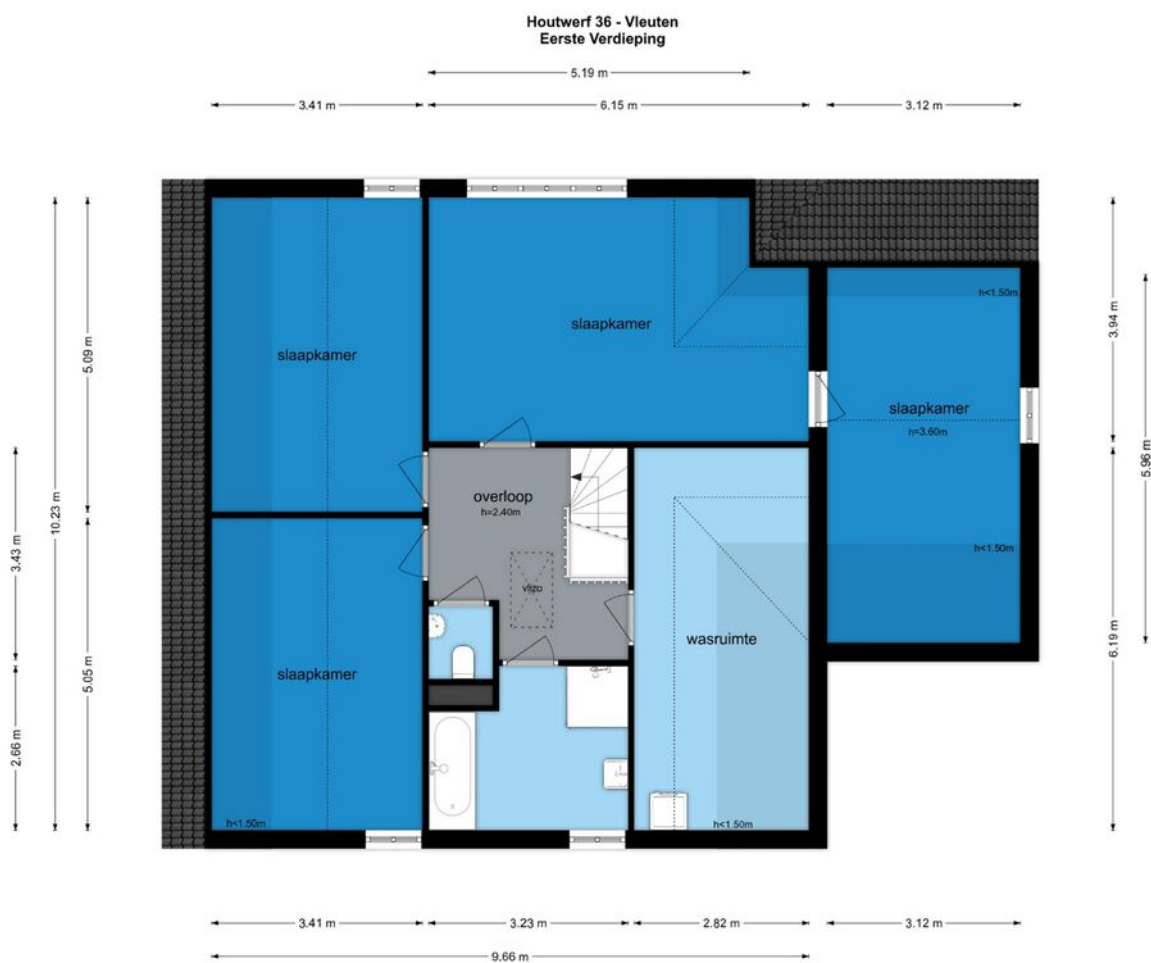 Houtwerf 36 - Vleuten
Eerste Verdieping
5.19 m
3.41 m
6.15 m
3.12 m
h<1.50m
slaapkamer
slaapkamer
slaapkamer
h=3.60m
5.09 m
3.94 m
5.96 m
10.23 m
3.43 m
overloop
h=2.40m
h<1.50m
vlizo
wasruimte
6.19 m
slaapkamer
5.05 m
2.66 m
h<1.50m
h<1.50m
3.41 m
3.23 m
2.82 m
3.12 m
9.66 m